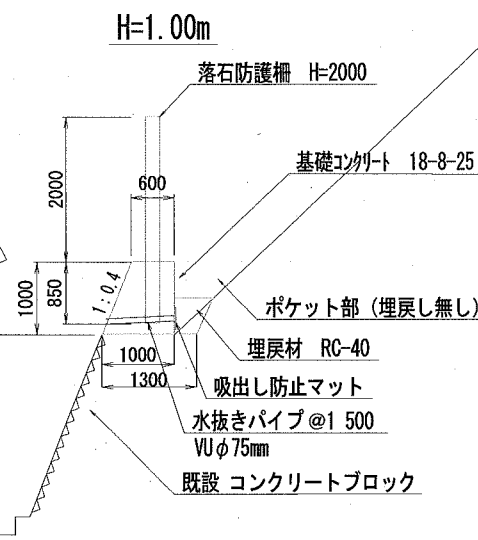 H=1.00m
落石防護柵 H=2000
基礎コンクリート 18-8-25
600
2000
1:0.4
1000
850
ポケット部（埋戻し無し）
埋戻材 RC-40
1000
1300
吸出し防止マット
水抜きパイプ@1 500
VUφ75mm
既設 コンクリートブロック